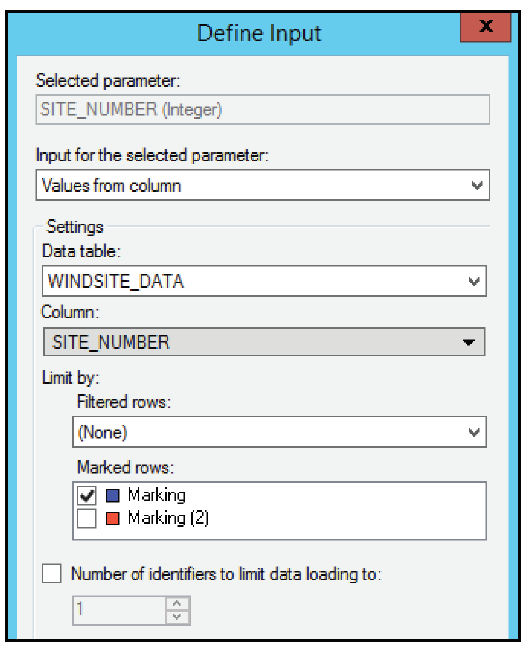 Define Input
x
Selected parameter:
SITE_NUMBER (Integer)
Input for the selected parameter:
Values from column
Settings
Data table:
WINDSITE_DATA
Column:
SITE_NUMBER
Limit by:
Filtered rows:
(None)
Marked rows:
Marking
Marking (2)
Number of identifiers to limit data loading to:
1